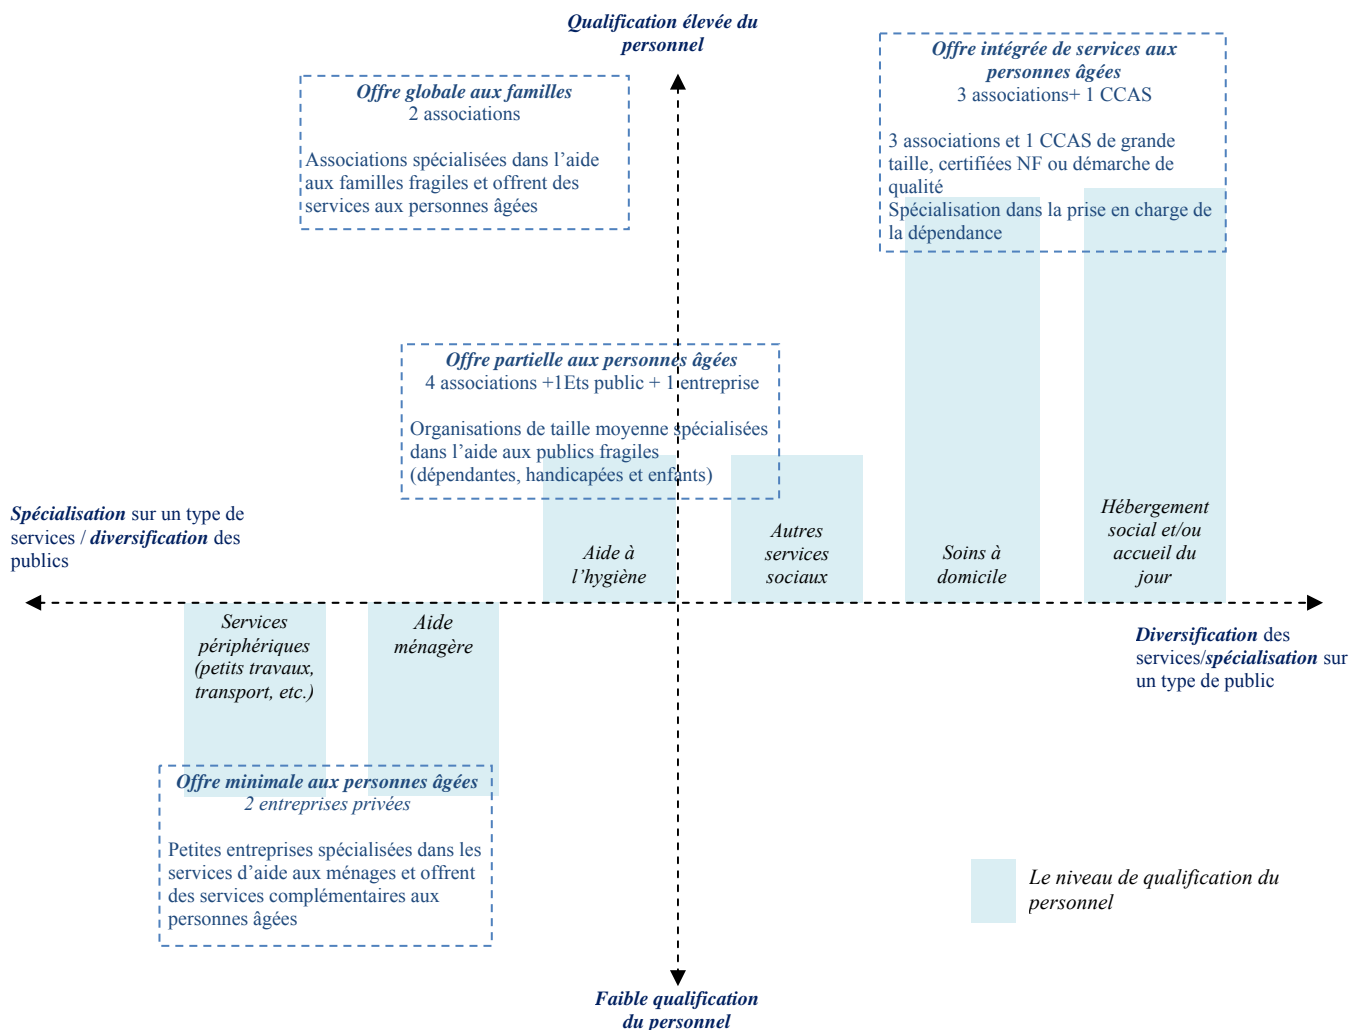 Qualification élevée du
personnel
Offre intégrée de services aux
personnes âgées
3 associations+ 1 CCAS
3 associations et 1 CCAS de grande
taille, certifiées NF ou démarche de
qualité
Spécialisation dans la prise en charge de
la dépendance
Offre globale aux familles
2 associations
Associations spécialisées dans l'aide
aux familles fragiles et offrent des
services aux personnes âgées
Offre partielle aux personnes âgées
4 associations +1Ets public + 1 entreprise
Organisations de taille moyenne spécialisées
dans l'aide aux publics fragiles
(dépendantes, handicapées et enfants)
Spécialisation sur un type de
services / diversification des
publics
Aide à
l'hygiène
Autres
services
sociaux
Soins à
domicile
Hébergement
social et/ou
accueil du
jour
Services
périphériques
(petits travaux,
transport, etc.)
Aide
ménagère
Diversification des
services/spécialisation sur
un type de public
Offre minimale aux personnes âgées
2 entreprises privées
Petites entreprises spécialisées dans les
services d'aide aux ménages et offrent
des services complémentaires aux
personnes âgées
Le niveau de qualification du
personnel
Faible qualification
du personnel